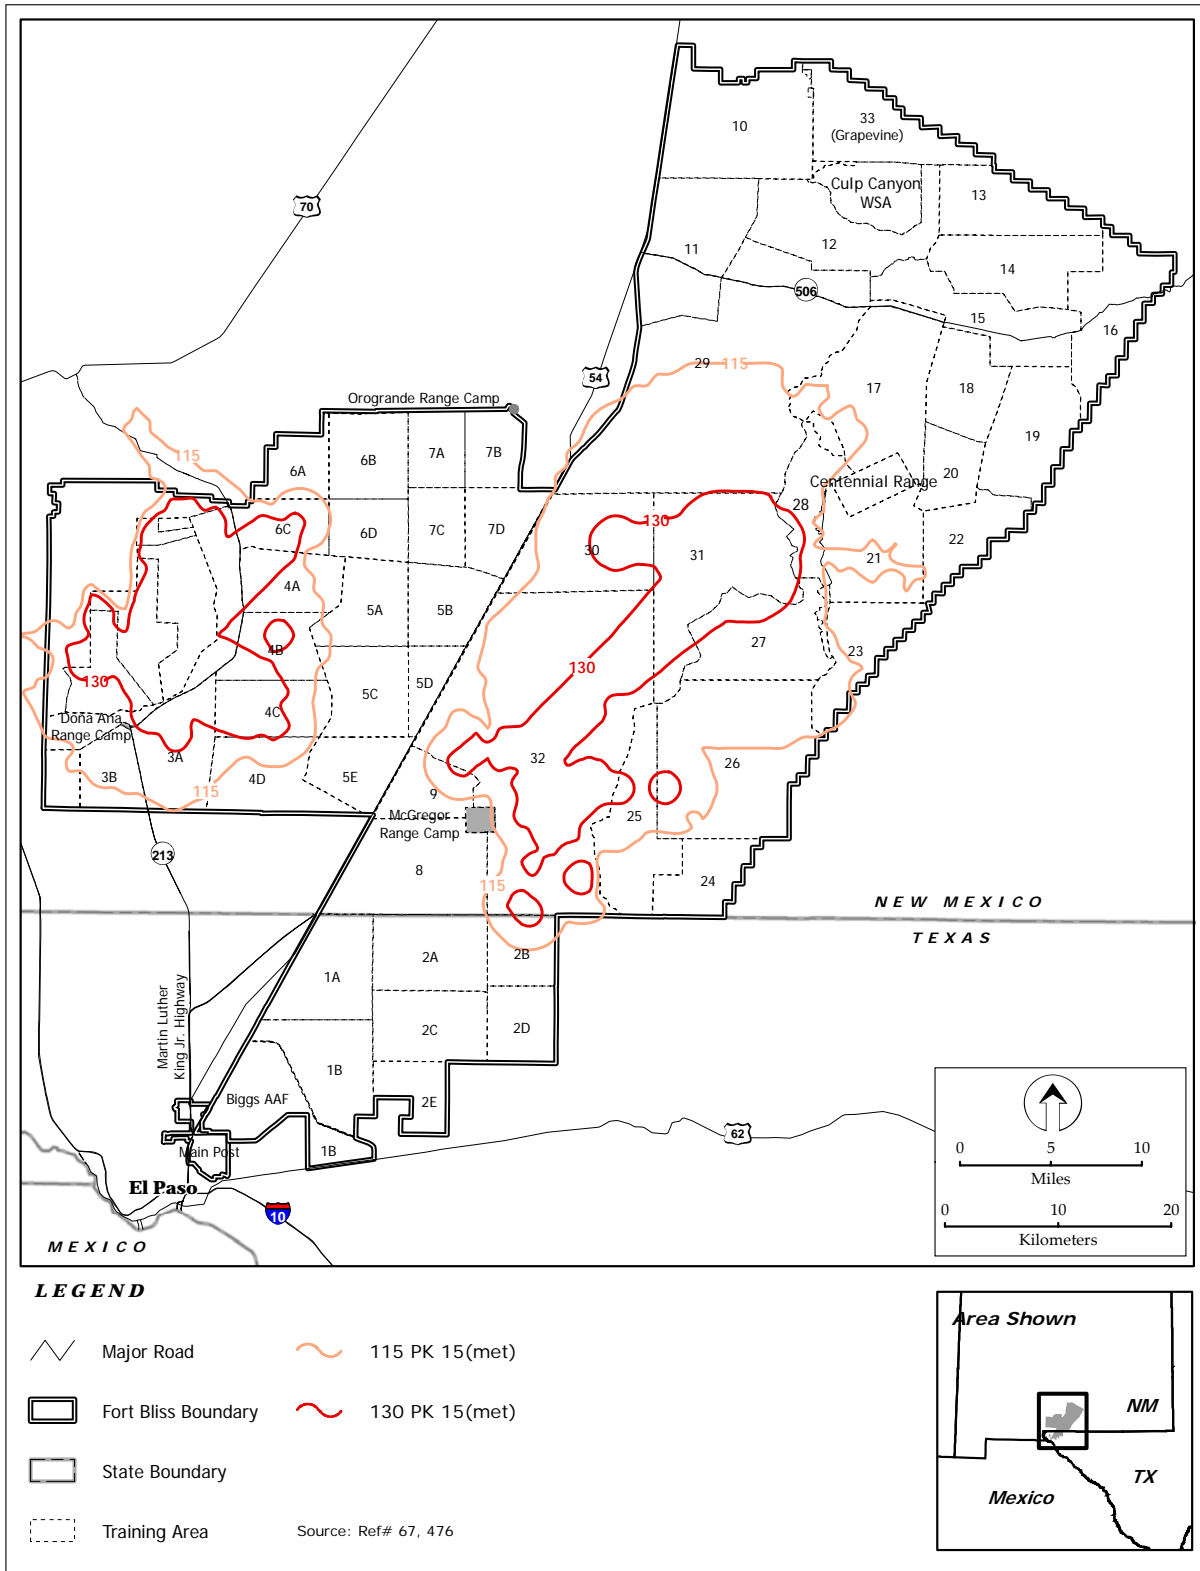 10
33
(Grapevine)
Culp Canyon
WSA
13
70
12
11
14
506
15
16
29
115
54
17
18
19
Orogrande Range Camp
115
6A
6B
7A
7B
20
Centennial Range
28
130
6C
6D
7C
7D
30
31
21
22
4A
5A
5B
4B
27
23
130
130
5D
5C
4C
Doña Ana
Range Camp
3A
32
26
3B
4D
5E
115
9
McGregor
Range Camp
25
213
8
115
24
NEW MEXICO
TEXAS
2A
2B
1A
Martin Luther
King Jr. Highway
2C
2D
1B
Biggs AAF
2E
62
Main Post
1B
El Paso
10
MEXICO
0 5 10
Miles
0 10 20
Kilometers
LEGEND
Major Road
115 PK 15(met)
Fort Bliss Boundary
130 PK 15(met)
State Boundary
Training Area
Source: Ref# 67, 476
Area Shown
NM
TX
Mexico